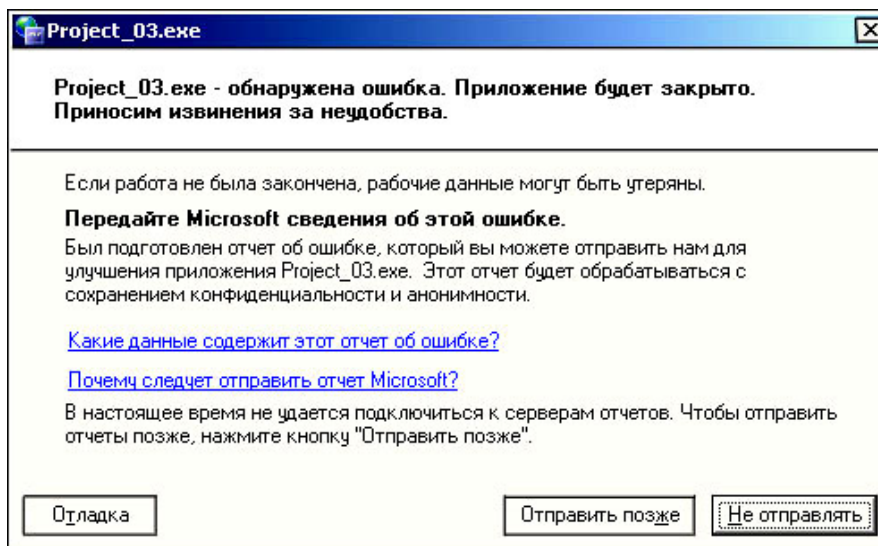 Project_03.exe
Project_03.exe - обнаружена ошибка. Приложение будет закрыто.
Приносим извинения за неудобства.
Если работа не была закончена, рабочие данные могут быть утеряны.
Передайте Microsoft сведения об этой ошибке.
Был подготовлен отчет об ошибке, который вы можете отправить нам для
улучшения приложения Project_03.exe. Этот отчет будет обрабатываться с
сохранением конфиденциальности и анонимности.
Какие данные содержит этот отчет об ошибке?
Почему следует отправить отчет Microsoft?
В настоящее время не удается подключиться к серверам отчетов. Чтобы отправить
отчеты позже, нажмите кнопку "Отправить позже".
Отладка Отправить позже Не отправлять